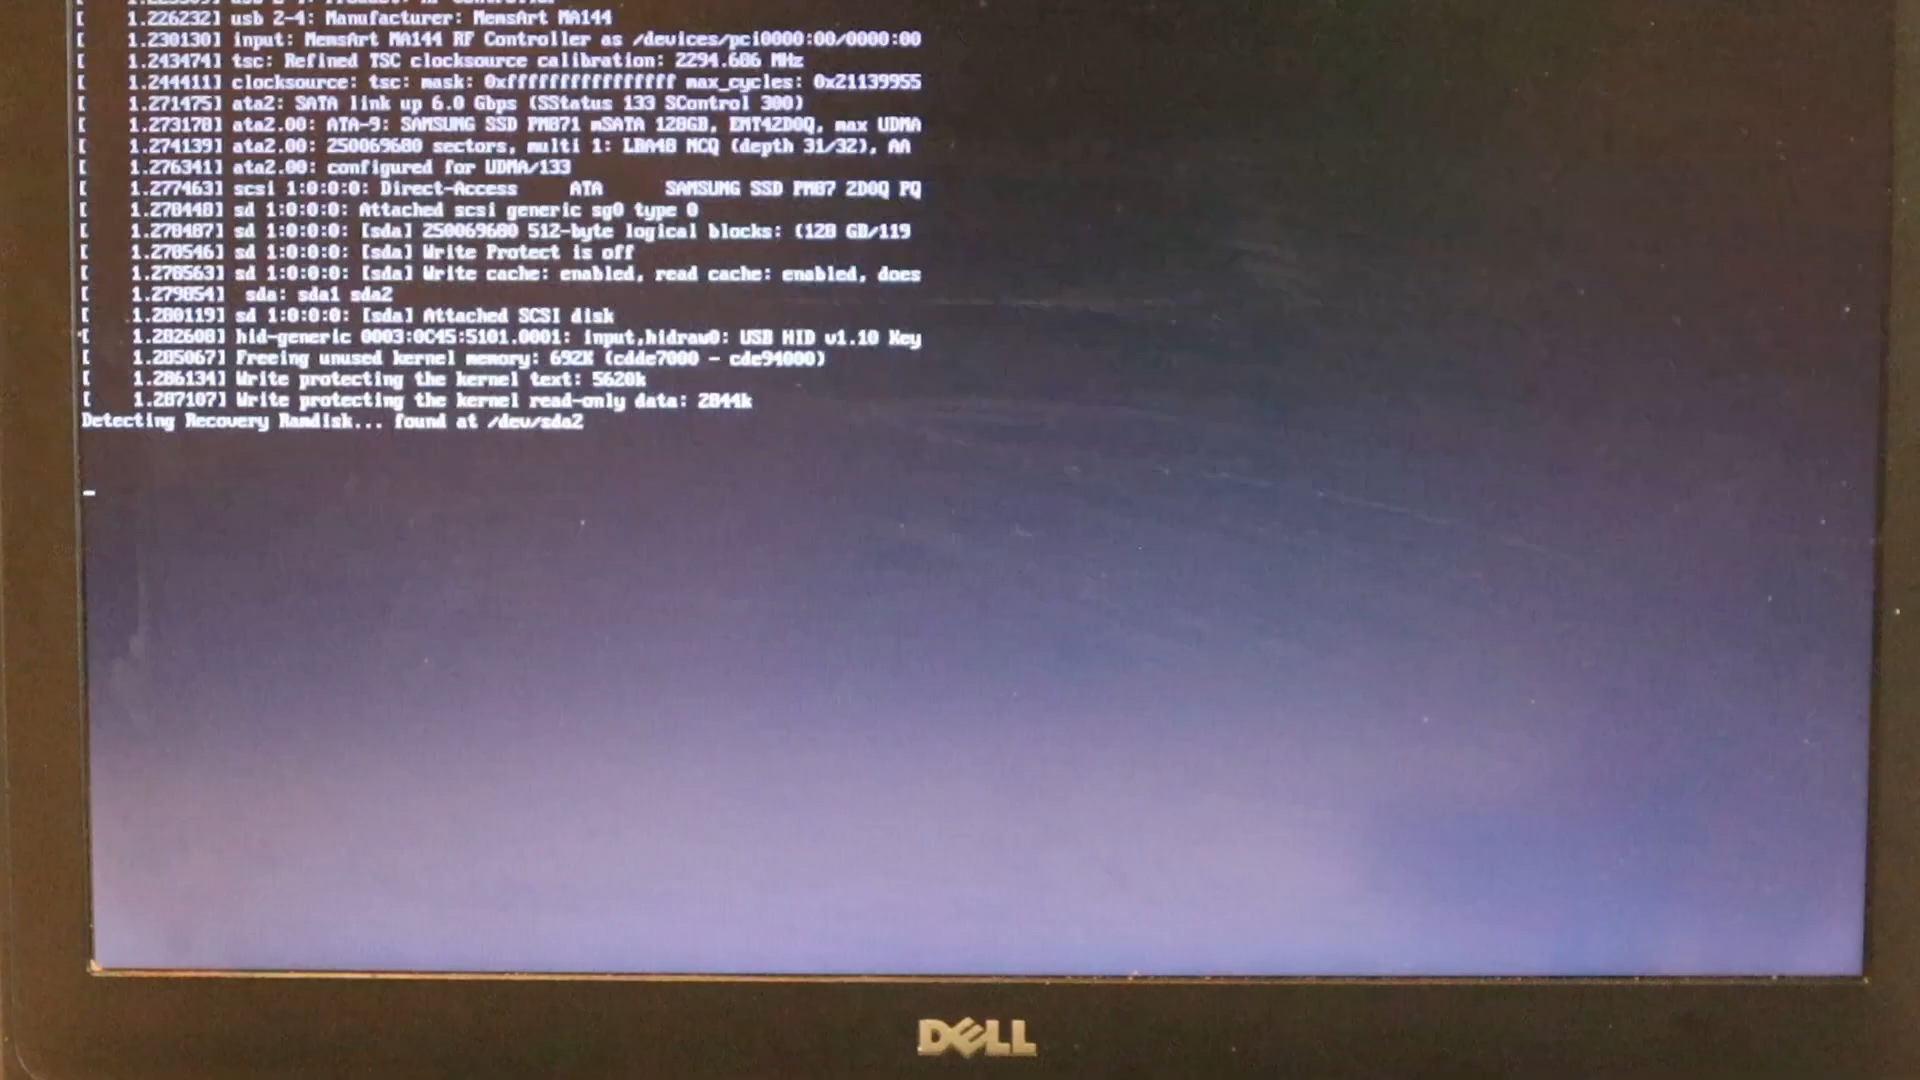 [    1.226232] usb 2-4: Manufacturer: MemsArt MA144
[    1.230130] input: MemsArt MA144 RF Controller as /devices/pci0000:00/0000:00
[    1.243474] tsc: Refined TSC clocksource calibration: 2294.686 MHz
[    1.244411] clocksource: tsc: mask: 0xffffffffffffffff max_cycles: 0x21139955
[    1.271475] ata2: SATA link up 6.0 Gbps (SStatus 133 SControl 300)
[    1.273178] ata2.00: ATA-9: SAMSUNG SSD PM871 mSATA 128GB, EMT42D0Q, max UDMA
[    1.274139] ata2.00: 250069680 sectors, multi 1: LBA48 NCQ (depth 31/32), AA
[    1.276341] ata2.00: configured for UDMA/133
[    1.277463] scsi 1:0:0:0: Direct-Access     ATA      SAMSUNG SSD PM87 2D0Q PQ
[    1.278448] sd 1:0:0:0: Attached scsi generic sg0 type 0
[    1.278487] sd 1:0:0:0: [sda] 250069680 512-byte logical blocks: (128 GB/119
[    1.278546] sd 1:0:0:0: [sda] Write Protect is off
[    1.278563] sd 1:0:0:0: [sda] Write cache: enabled, read cache: enabled, does
[    1.279854]  sda: sda1 sda2
[    1.280119] sd 1:0:0:0: [sda] Attached SCSI disk
[    1.282608] hid-generic 0003:0C45:5101.0001: input,hidraw0: USB HID v1.10 Key
[    1.285067] Freeing unused kernel memory: 692K (cdde7000 - cde94000)
[    1.286134] Write protecting the kernel text: 5620k
[    1.287107] Write protecting the kernel read-only data: 2844k
Detecting Recovery Ramdisk... found at /dev/sda2
DELL